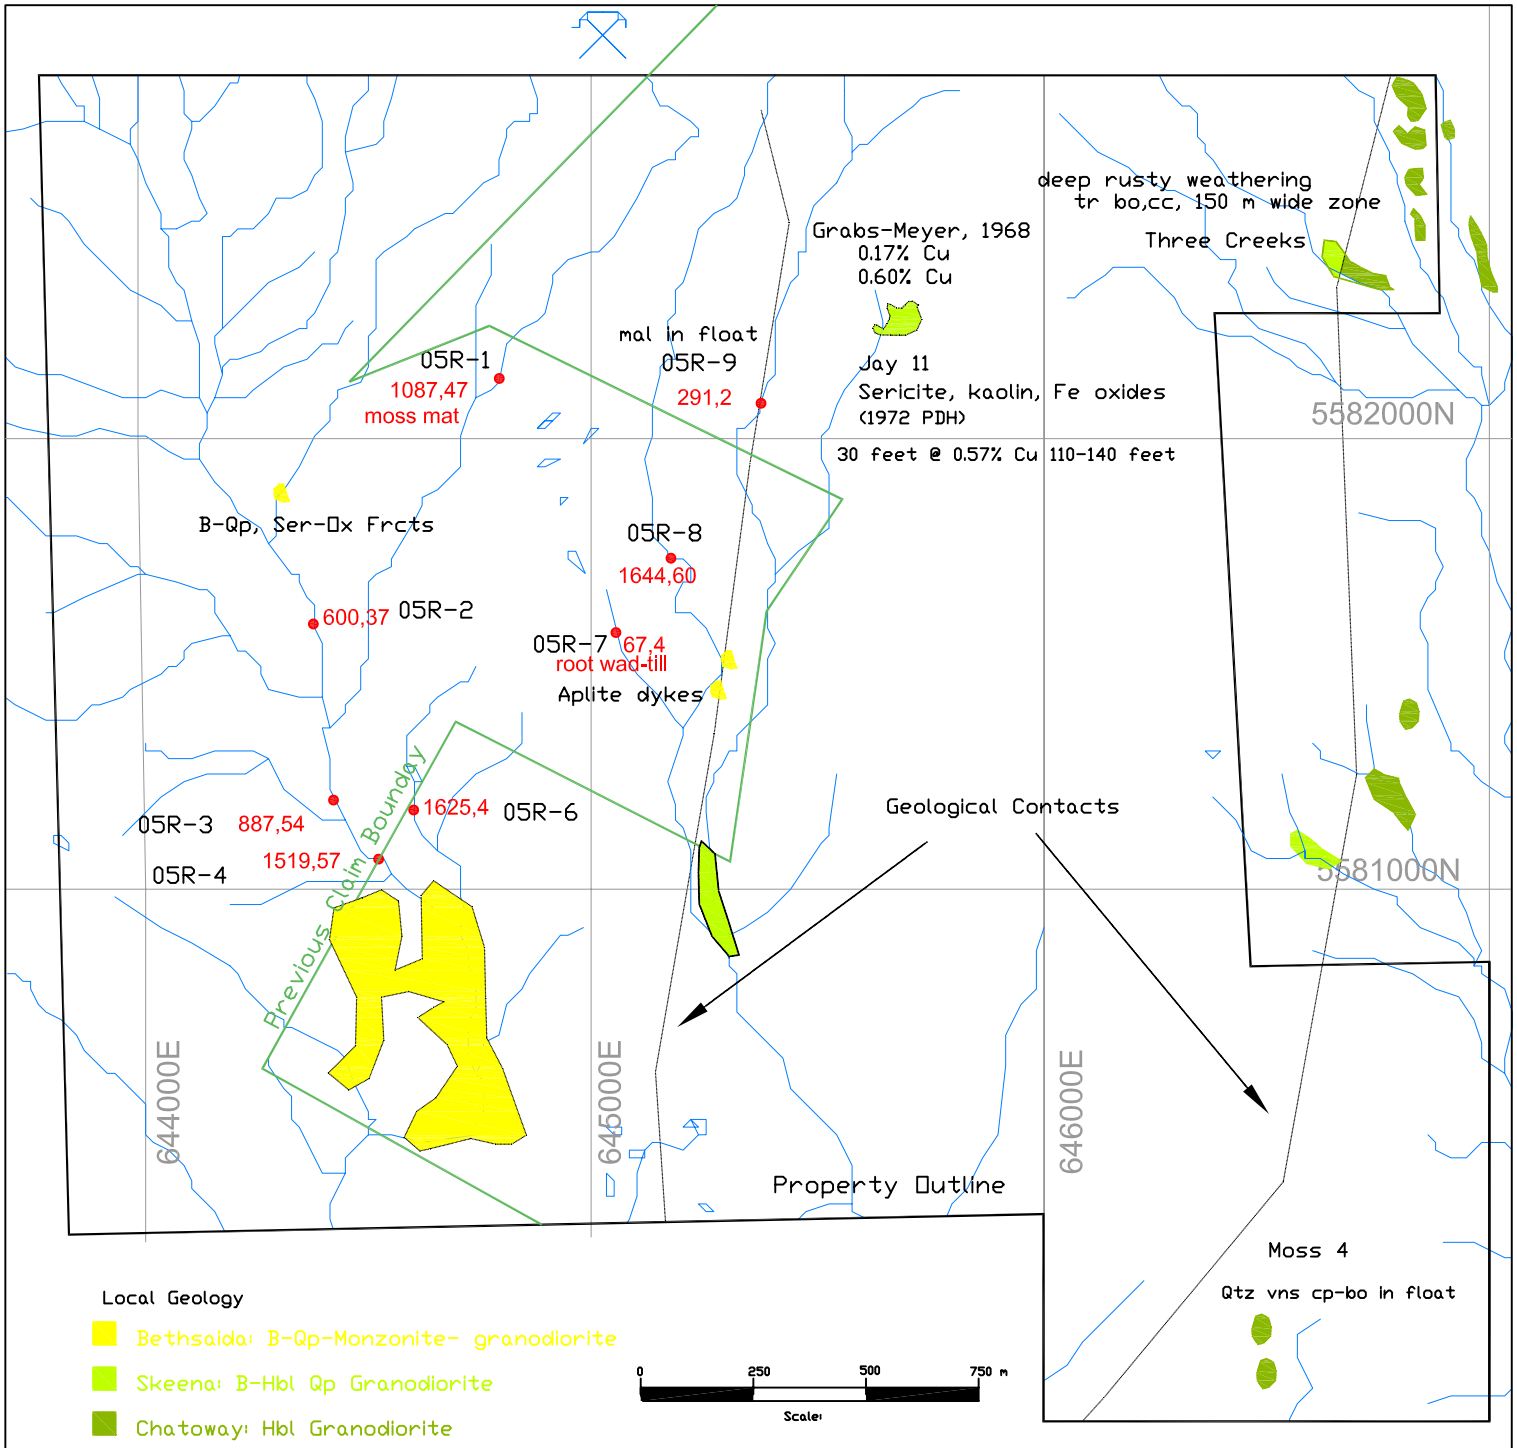 deep rusty weathering
tr bo,cc, 150 m wide zone
Three Creeks
Grabs-Meyer, 1968
0.17% Cu
0.60% Cu
mal in float
05R-9
291,2
05R-1
1087,47
moss mat
Jay 11
Sericite, kaolin, Fe oxides
(1972 PDH)
30 feet @ 0.57% Cu 110-140 feet
5582000N
B-Qp, Ser-Ox Frcts
05R-8
1644,60
600,37
05R-2
05R-7
67,4
root wad-till
Aplite dykes
Previous Claim Bounday
1625,4
05R-6
Geological Contacts
05R-3
887,54
1519,57
05R-4
5581000N
644000E
645000E
646000E
Property Outline
Moss 4
Qtz vns cp-bo in float
Local Geology
Bethsaida: B-Qp-Monzonite- granodiorite
Skeena: B-Hbl Qp Granodiorite
Chatoway: Hbl Granodiorite
0 250 500 750 m
Scale: